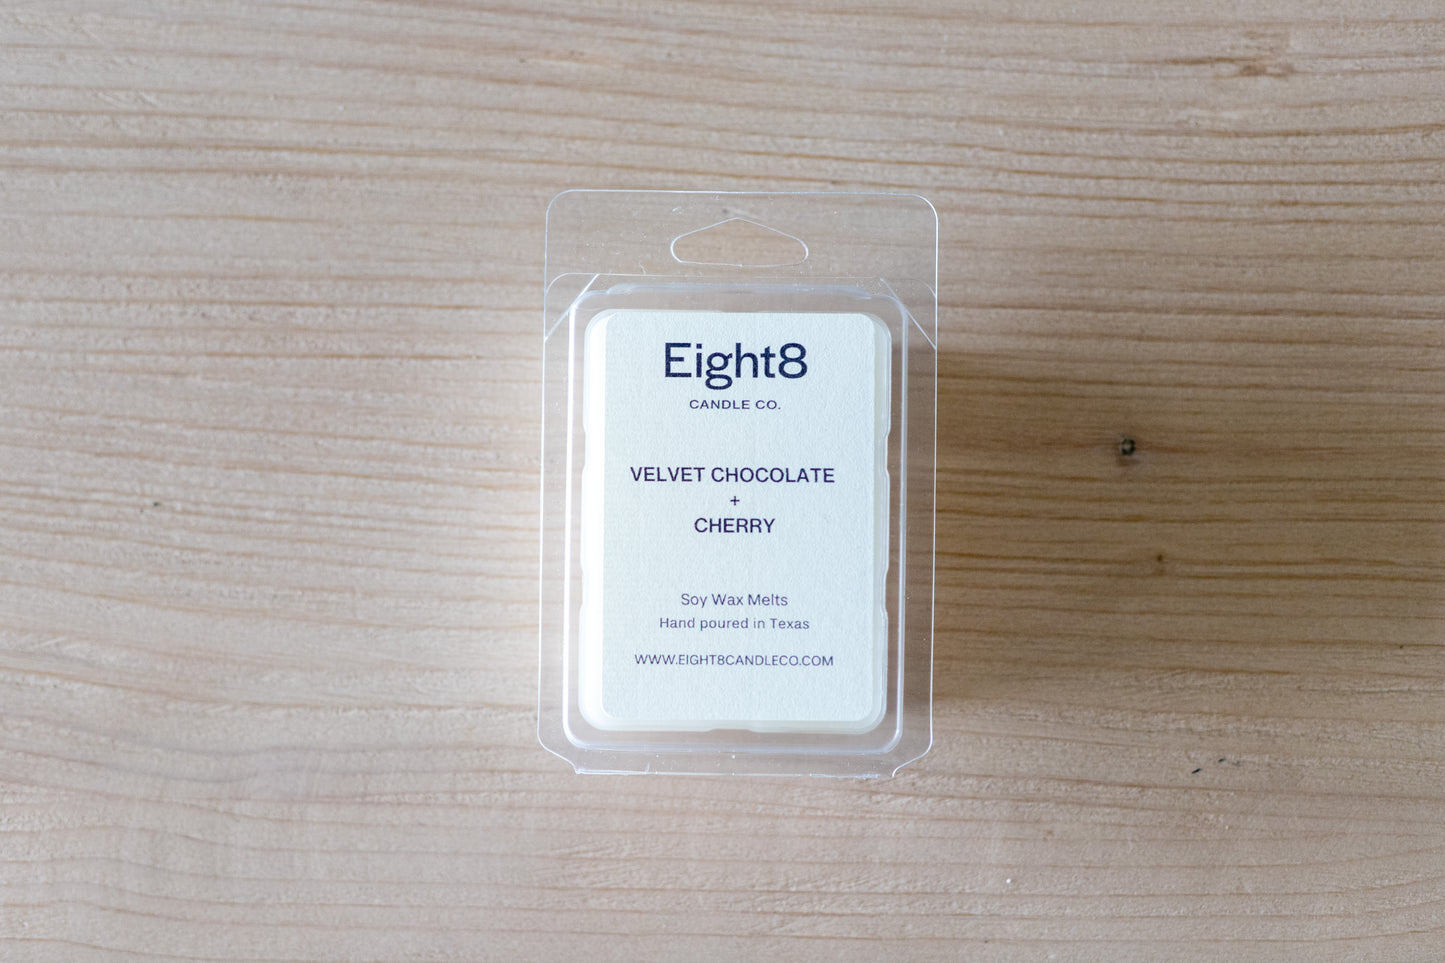 Eight8
CANDLE CO.
VELVET CHOCOLATE
+
CHERRY
Soy Wax Melts
Hand poured in Texas
WWW.EIGHT8CANDLECO.COM